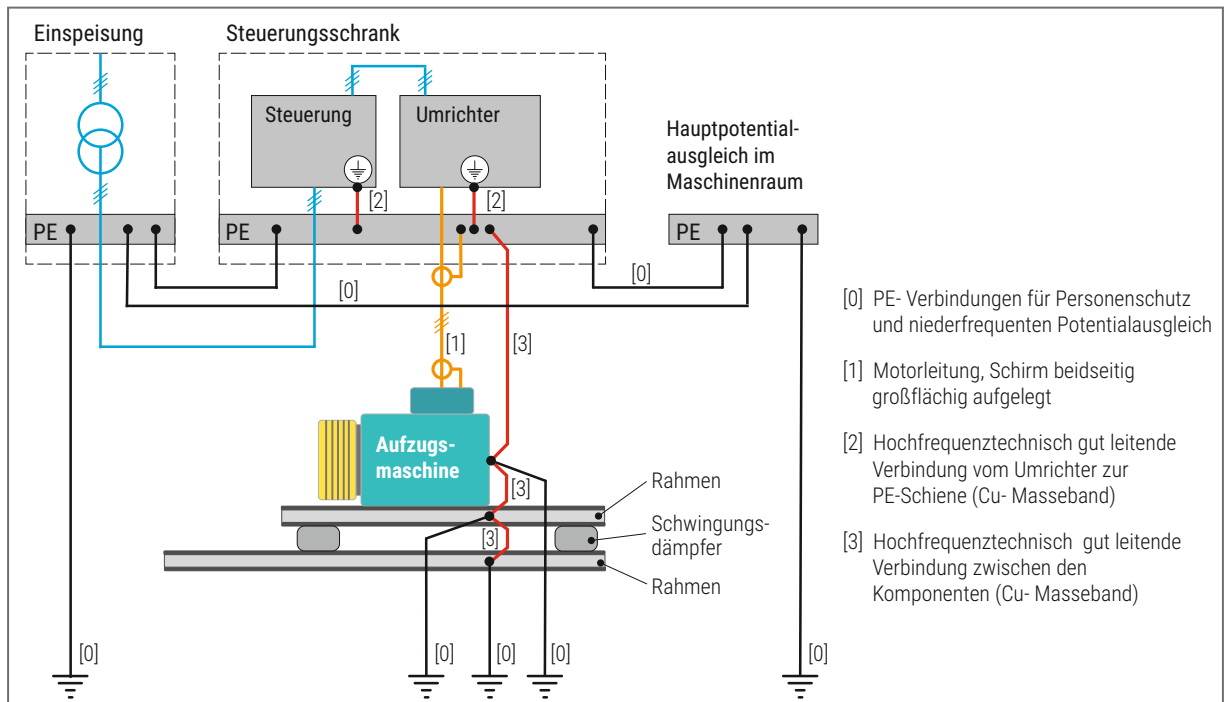 Einspeisung
Steuerungsschrank
Steuerung
Umrichter
Hauptpotential-
ausgleich im
Maschinenraum
[2]
[2]
PE
PE
PE
[0]
[0]
[1]
[3]
Aufzugs-
maschine
[3]
[3]
Rahmen
Schwingungs-
dämpfer
Rahmen
[0]
[0]
[0]
[0]
[0]
[0] PE- Verbindungen für Personenschutz
und niederfrequenten Potentialausgleich
[1] Motorleitung, Schirm beidseitig
großflächig aufgelegt
[2] Hochfrequenztechnisch gut leitende
Verbindung vom Umrichter zur
PE-Schiene (Cu- Masseband)
[3] Hochfrequenztechnisch gut leitende
Verbindung zwischen den
Komponenten (Cu- Masseband)